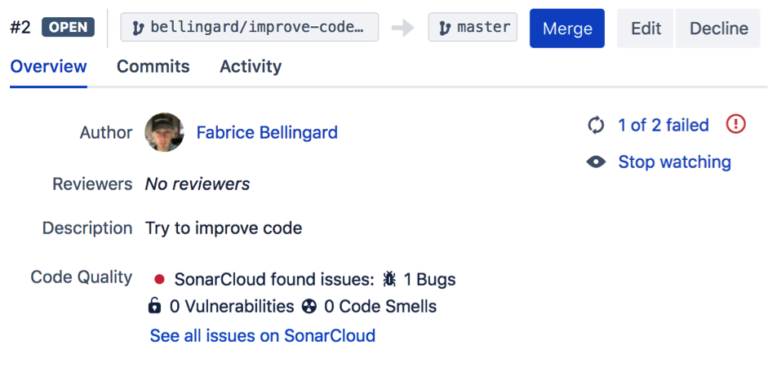 #2 OPEN bellingard/improve-code… master Merge Edit Decline
Overview Commits Activity
Author Fabrice Bellingard 1 of 2 failed
Stop watching
Reviewers No reviewers
Description Try to improve code
Code Quality SonarCloud found issues: 1 Bugs
0 Vulnerabilities 0 Code Smells
See all issues on SonarCloud